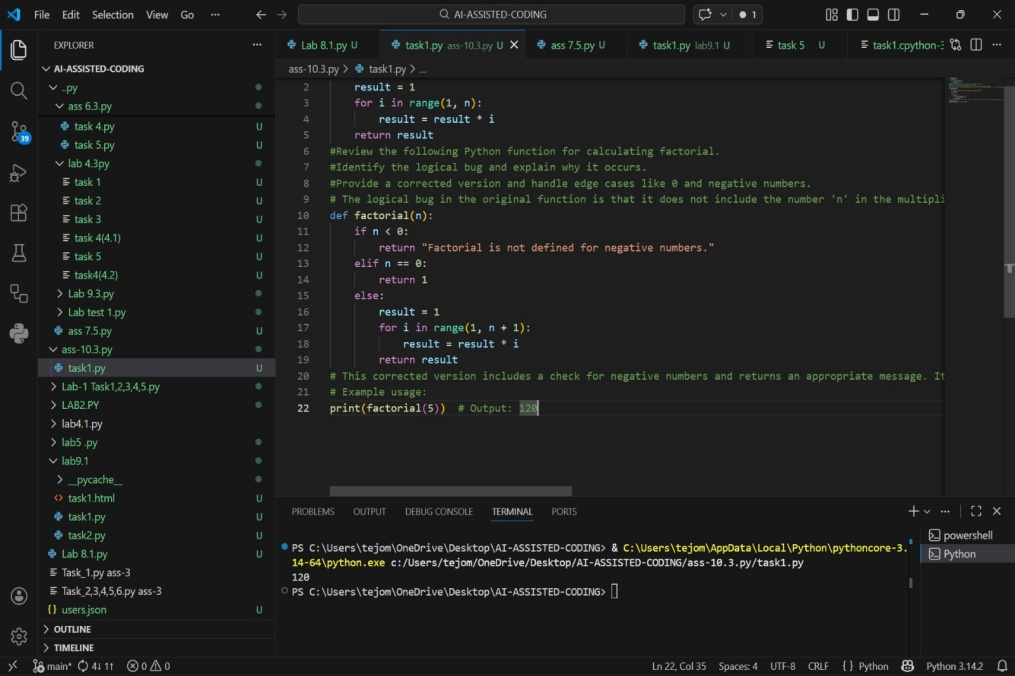 File Edit Selection View Go ··· AI-ASSISTED-CODING 1
EXPLORER ···
AI-ASSISTED-CODING
..py
ass 6.3.py
task 4.py U
task 5.py U
lab 4.3py
task 1 U
task 2 U
task 3 U
task 4(4.1) U
task 5 U
task4(4.2) U
Lab 9.3.py
Lab test 1.py
ass 7.5.py U
ass-10.3.py
task1.py U
Lab-1 Task1,2,3,4,5.py
LAB2.PY
lab4.1.py
lab5 .py
lab9.1
__pycache__
task1.html U
task1.py U
task2.py U
Lab 8.1.py U
Task_1.py ass-3
Task_2,3,4,5,6.py ass-3
{} users.json U
OUTLINE
TIMELINE
39
Lab 8.1.py U task1.py ass-10.3.py U ass 7.5.py U task1.py lab9.1 U task 5 U task1.cpython-3 ···
ass-10.3.py > task1.py > ...
2 result = 1
3 for i in range(1, n):
4 result = result * i
5 return result
6 #Review the following Python function for calculating factorial.
7 #Identify the logical bug and explain why it occurs.
8 #Provide a corrected version and handle edge cases like 0 and negative numbers.
9 # The logical bug in the original function is that it does not include the number 'n' in the multipli
10 def factorial(n):
11 if n < 0:
12 return "Factorial is not defined for negative numbers."
13 elif n == 0:
14 return 1
15 else:
16 result = 1
17 for i in range(1, n + 1):
18 result = result * i
19 return result
20 # This corrected version includes a check for negative numbers and returns an appropriate message. It
21 # Example usage:
22 print(factorial(5)) # Output: 120
PROBLEMS OUTPUT DEBUG CONSOLE TERMINAL PORTS
PS C:\Users\tejom\OneDrive\Desktop\AI-ASSISTED-CODING> & C:\Users\tejom\AppData\Local\Python\pythoncore-3.
14-64\python.exe c:/Users/tejom/OneDrive/Desktop/AI-ASSISTED-CODING/ass-10.3.py/task1.py
120
PS C:\Users\tejom\OneDrive\Desktop\AI-ASSISTED-CODING>
powershell
Python
main* 4↓ 1↑ 0 0 Ln 22, Col 35 Spaces: 4 UTF-8 CRLF {} Python Python 3.14.2